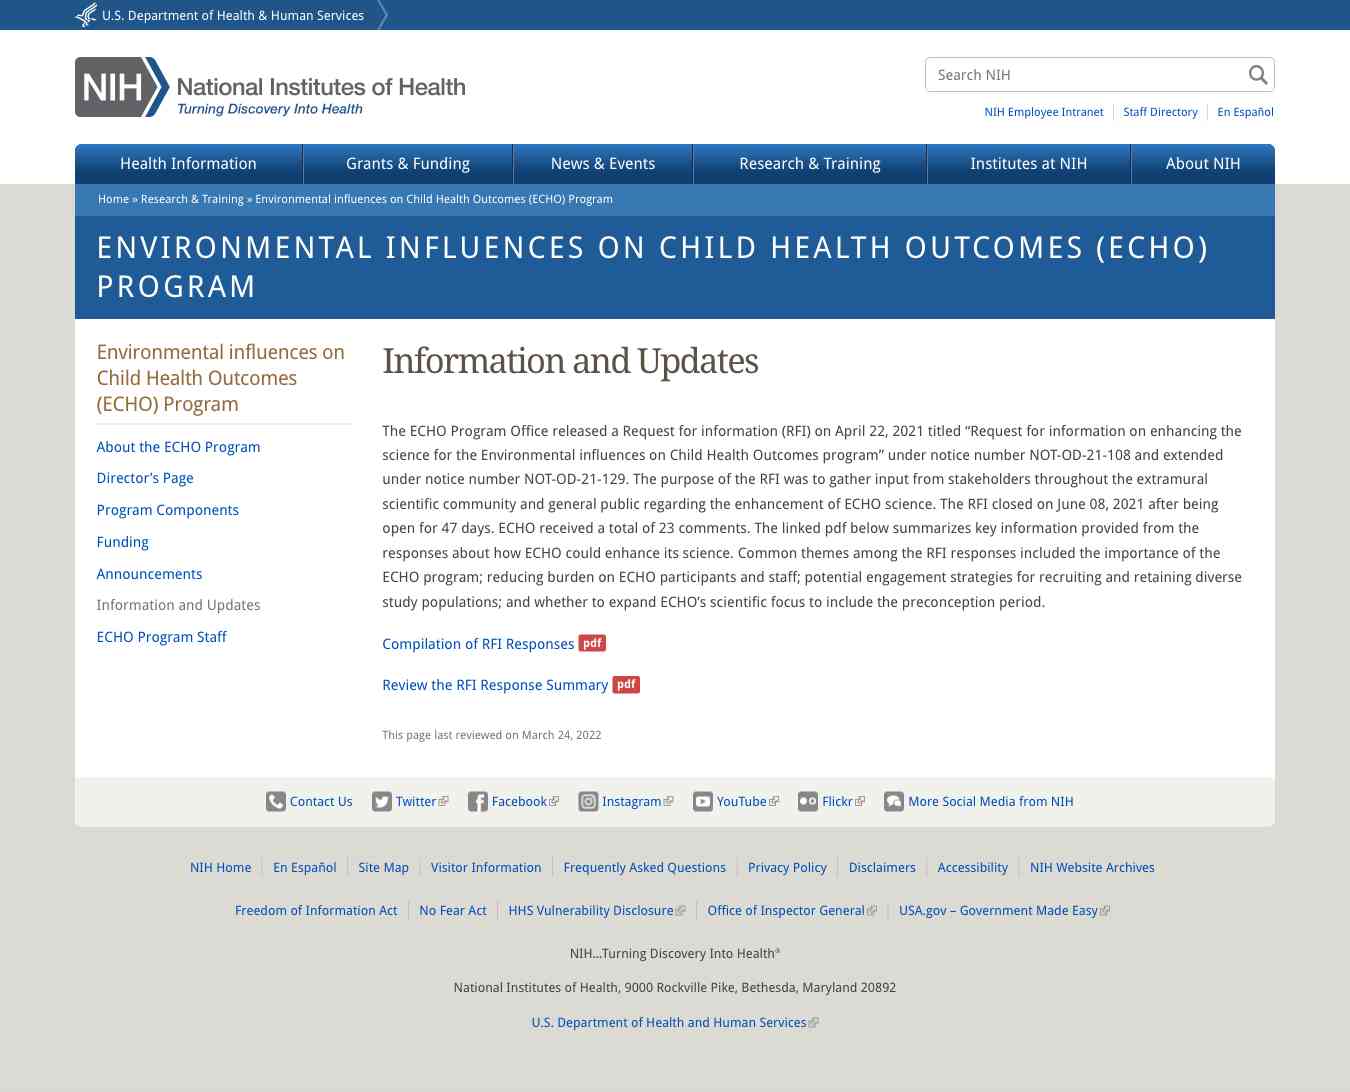 U.S. Department of Health & Human Services
NIH National Institutes of Health
Turning Discovery Into Health
Search NIH
NIH Employee Intranet Staff Directory En Español
Health Information Grants & Funding News & Events Research & Training Institutes at NIH About NIH
Home » Research & Training » Environmental influences on Child Health Outcomes (ECHO) Program
ENVIRONMENTAL INFLUENCES ON CHILD HEALTH OUTCOMES (ECHO)
PROGRAM
Environmental influences on
Child Health Outcomes
(ECHO) Program
About the ECHO Program
Director's Page
Program Components
Funding
Announcements
Information and Updates
ECHO Program Staff
Information and Updates
The ECHO Program Office released a Request for information (RFI) on April 22, 2021 titled “Request for information on enhancing the
science for the Environmental influences on Child Health Outcomes program” under notice number NOT-OD-21-108 and extended
under notice number NOT-OD-21-129. The purpose of the RFI was to gather input from stakeholders throughout the extramural
scientific community and general public regarding the enhancement of ECHO science. The RFI closed on June 08, 2021 after being
open for 47 days. ECHO received a total of 23 comments. The linked pdf below summarizes key information provided from the
responses about how ECHO could enhance its science. Common themes among the RFI responses included the importance of the
ECHO program; reducing burden on ECHO participants and staff; potential engagement strategies for recruiting and retaining diverse
study populations; and whether to expand ECHO’s scientific focus to include the preconception period.
Compilation of RFI Responses pdf
Review the RFI Response Summary pdf
This page last reviewed on March 24, 2022
Contact Us Twitter Facebook Instagram YouTube Flickr More Social Media from NIH
NIH Home En Español Site Map Visitor Information Frequently Asked Questions Privacy Policy Disclaimers Accessibility NIH Website Archives
Freedom of Information Act No Fear Act HHS Vulnerability Disclosure Office of Inspector General USA.gov – Government Made Easy
NIH…Turning Discovery Into Health®
National Institutes of Health, 9000 Rockville Pike, Bethesda, Maryland 20892
U.S. Department of Health and Human Services